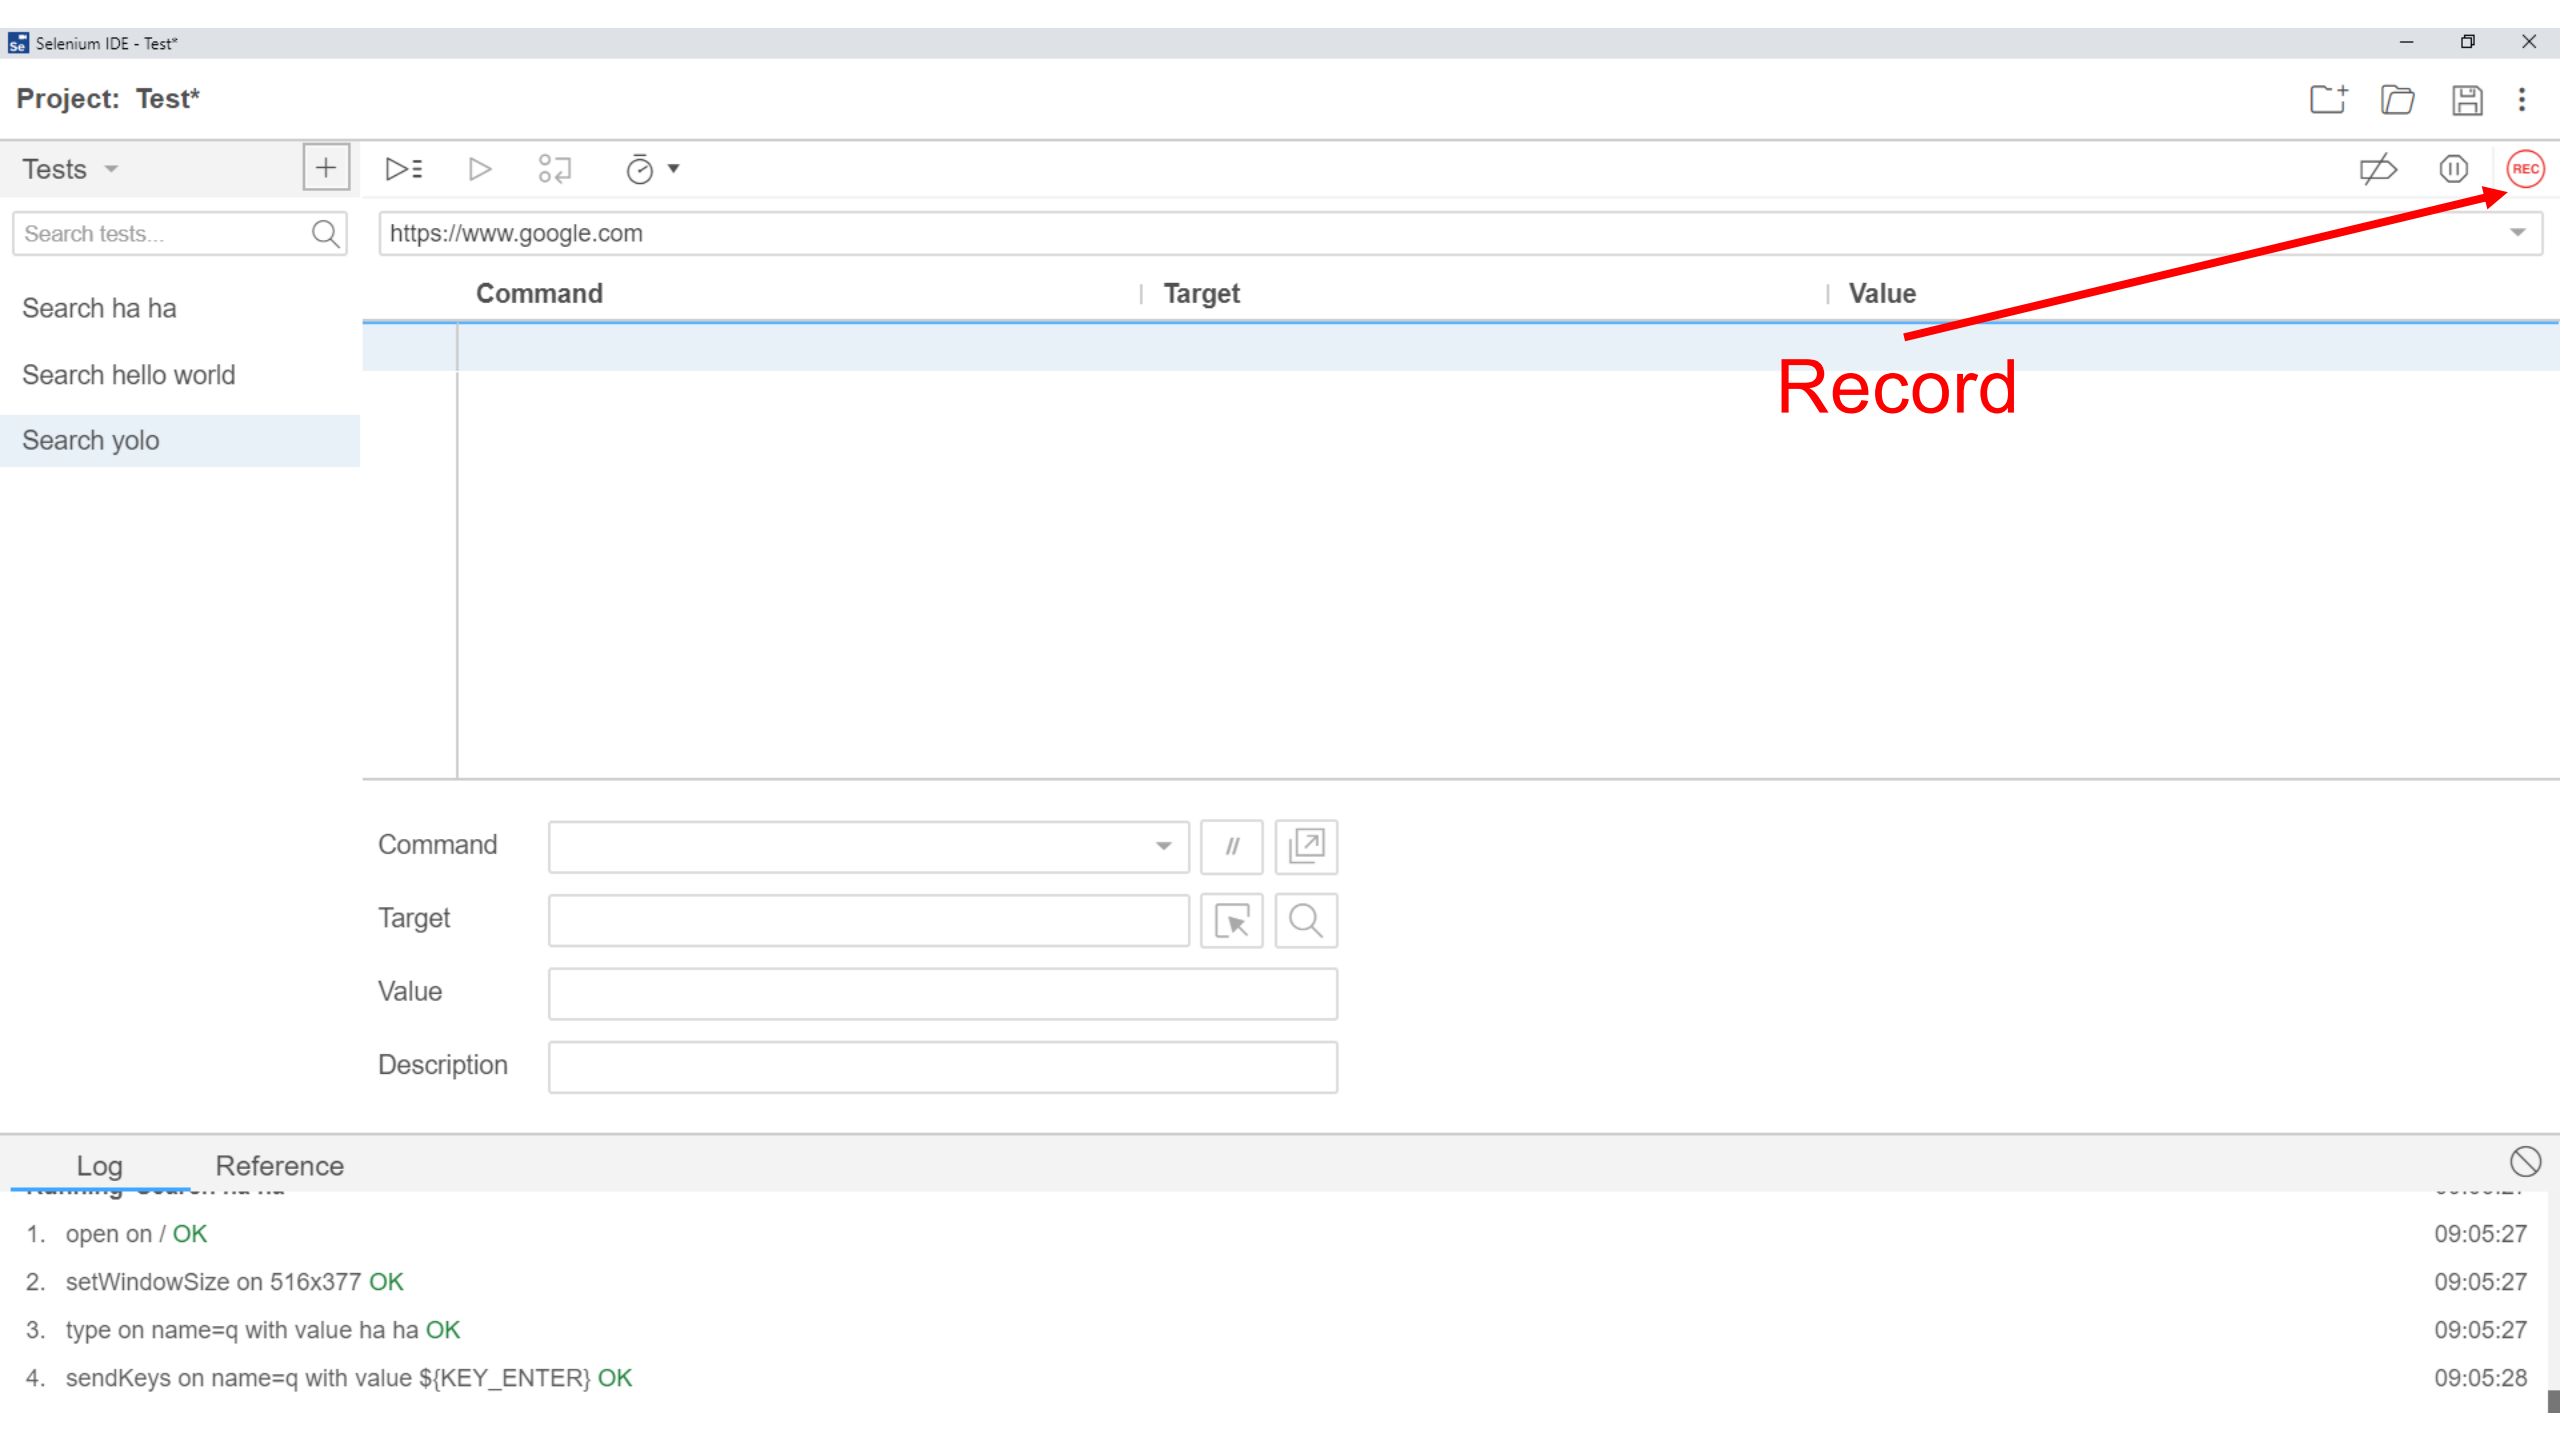 Se Selenium IDE - Test*
Project: Test*
Tests
REC
Search tests...
https://www.google.com
Command Target Value
Search ha ha
Search hello world
Record
Search yolo
Command //
Target
Value
Description
Log Reference
1. open on / OK 09:05:27
2. setWindowSize on 516x377 OK 09:05:27
3. type on name=q with value ha ha OK 09:05:27
4. sendKeys on name=q with value ${KEY_ENTER} OK 09:05:28